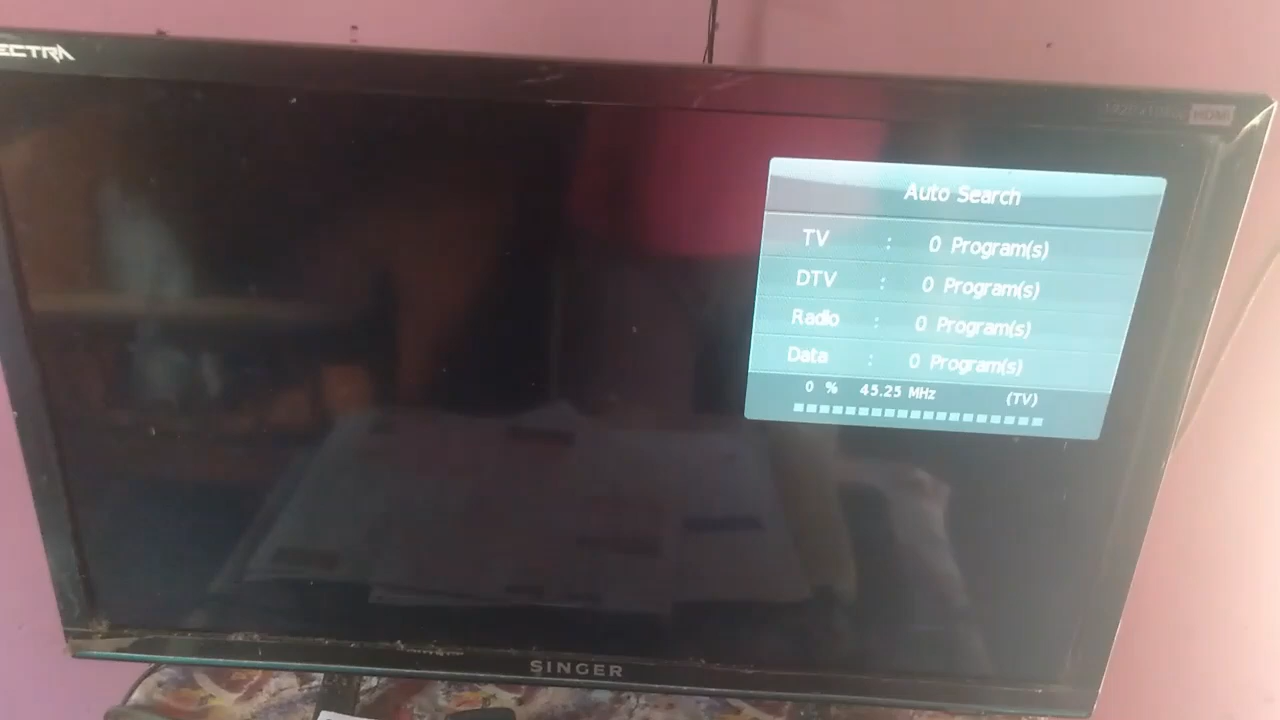 ECTRA
HDMI
Auto Search
TV : 0 Program(s)
DTV : 0 Program(s)
Radio : 0 Program(s)
Data : 0 Program(s)
0 % 45.25 MHz (TV)
SINGER